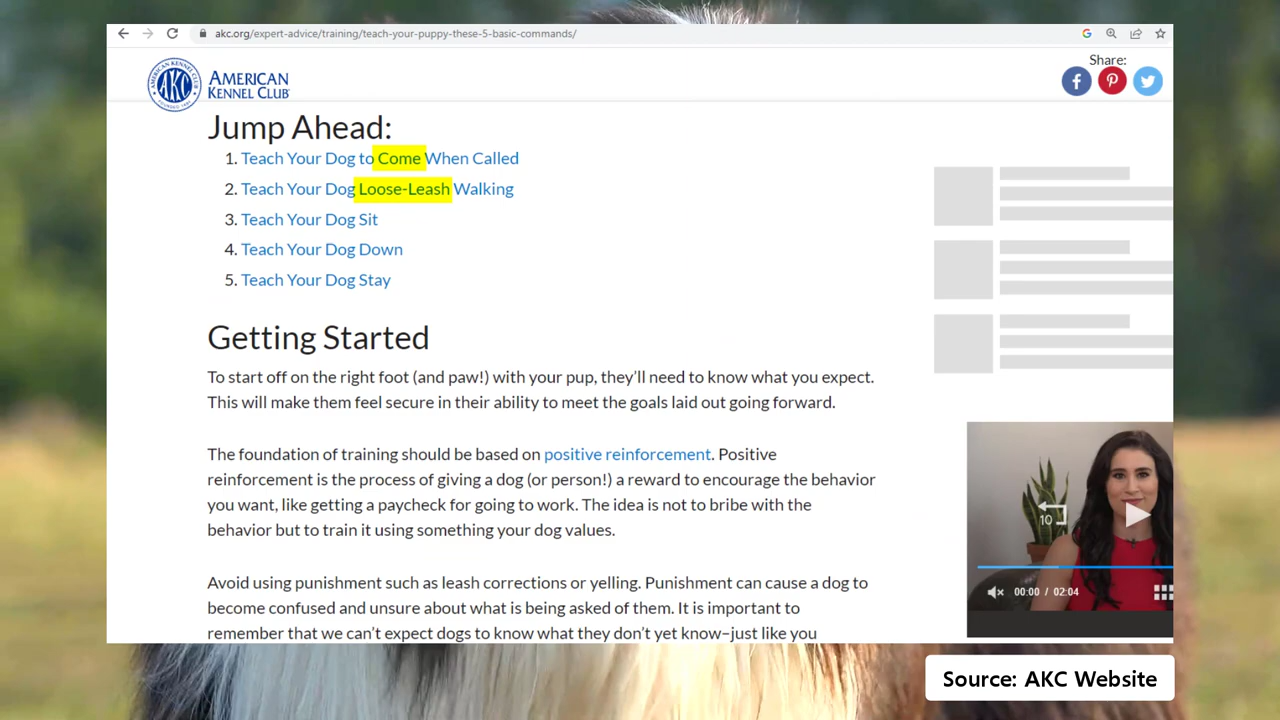 akc.org/expert-advice/training/teach-your-puppy-these-5-basic-commands/
Share:
AMERICAN KENNEL CLUB
AKC
FOUNDED 1884
AMERICAN
KENNEL CLUB
Jump Ahead:
1. Teach Your Dog to Come When Called
2. Teach Your Dog Loose-Leash Walking
3. Teach Your Dog Sit
4. Teach Your Dog Down
5. Teach Your Dog Stay
Getting Started
To start off on the right foot (and paw!) with your pup, they’ll need to know what you expect.
This will make them feel secure in their ability to meet the goals laid out going forward.
The foundation of training should be based on positive reinforcement. Positive
reinforcement is the process of giving a dog (or person!) a reward to encourage the behavior
you want, like getting a paycheck for going to work. The idea is not to bribe with the
behavior but to train it using something your dog values.
Avoid using punishment such as leash corrections or yelling. Punishment can cause a dog to
become confused and unsure about what is being asked of them. It is important to
remember that we can’t expect dogs to know what they don’t yet know–just like you
10
00:00 / 02:04
Source: AKC Website